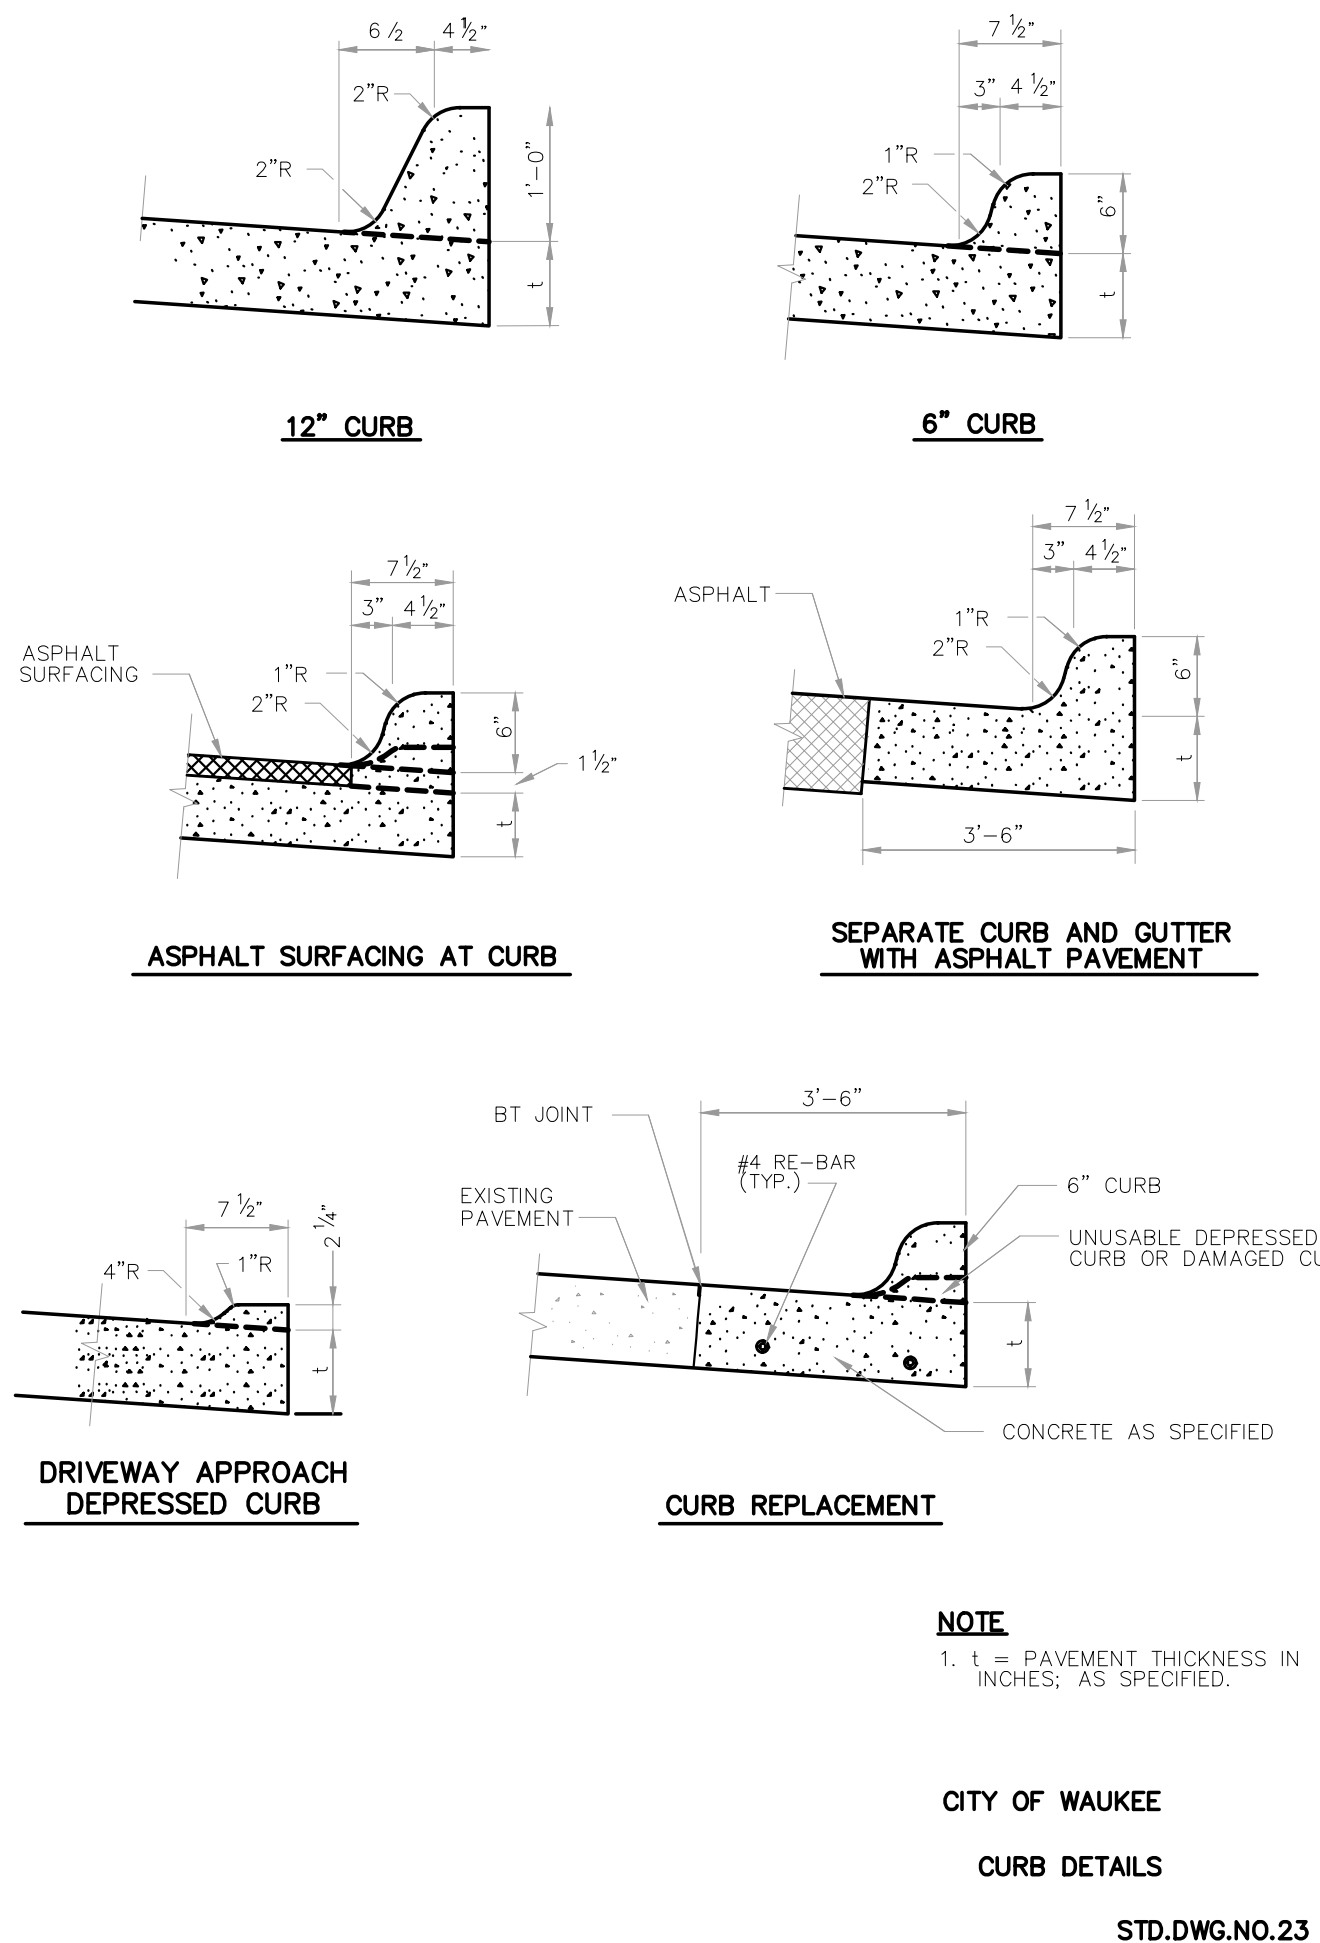 6 ½
4 ½"
2"R
2"R
1'-0"
t
12" CURB
7 ½"
3"
4 ½"
1"R
2"R
6"
t
6" CURB
7 ½"
3"
4 ½"
ASPHALT
SURFACING
1"R
2"R
6"
1 ½"
t
ASPHALT SURFACING AT CURB
7 ½"
3"
4 ½"
ASPHALT
1"R
2"R
6"
t
3'-6"
SEPARATE CURB AND GUTTER
WITH ASPHALT PAVEMENT
7 ½"
2 ¼"
4"R
1"R
t
DRIVEWAY APPROACH
DEPRESSED CURB
3'-6"
BT JOINT
#4 RE-BAR
(TYP.)
EXISTING
PAVEMENT
6" CURB
UNUSABLE DEPRESSED
CURB OR DAMAGED
t
CONCRETE AS SPECIFIED
CURB REPLACEMENT
NOTE
1. t = PAVEMENT THICKNESS IN
INCHES; AS SPECIFIED.
CITY OF WAUKEE
CURB DETAILS
STD.DWG.NO.23